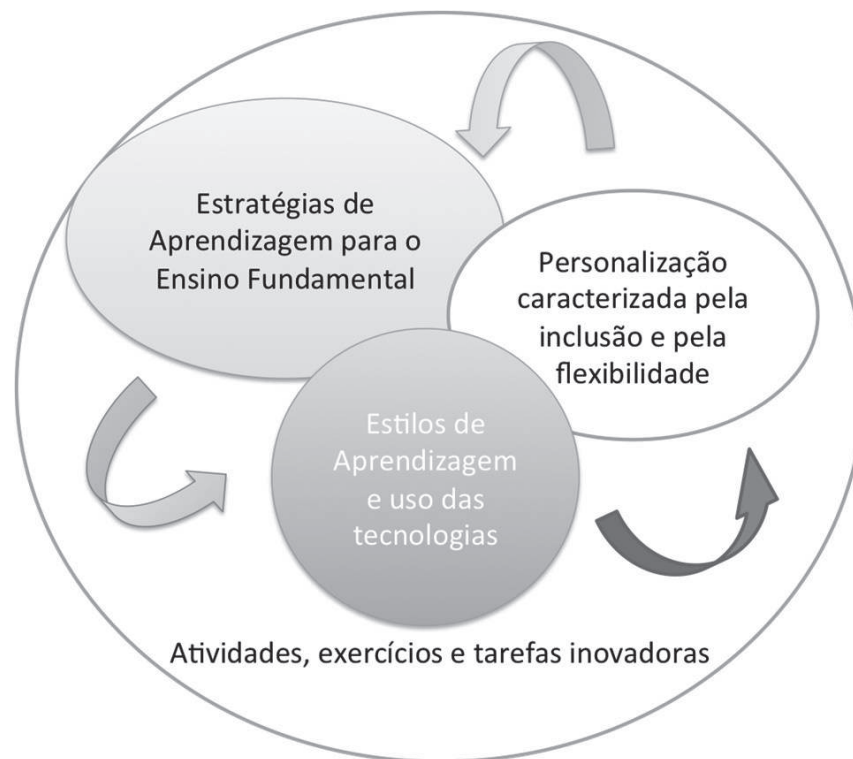 Estratégias de
Aprendizagem para o
Ensino Fundamental
Personalização
caracterizada pela
inclusão e pela
flexibilidade
Estilos de
Aprendizagem
e uso das
tecnologias
Atividades, exercícios e tarefas inovadoras